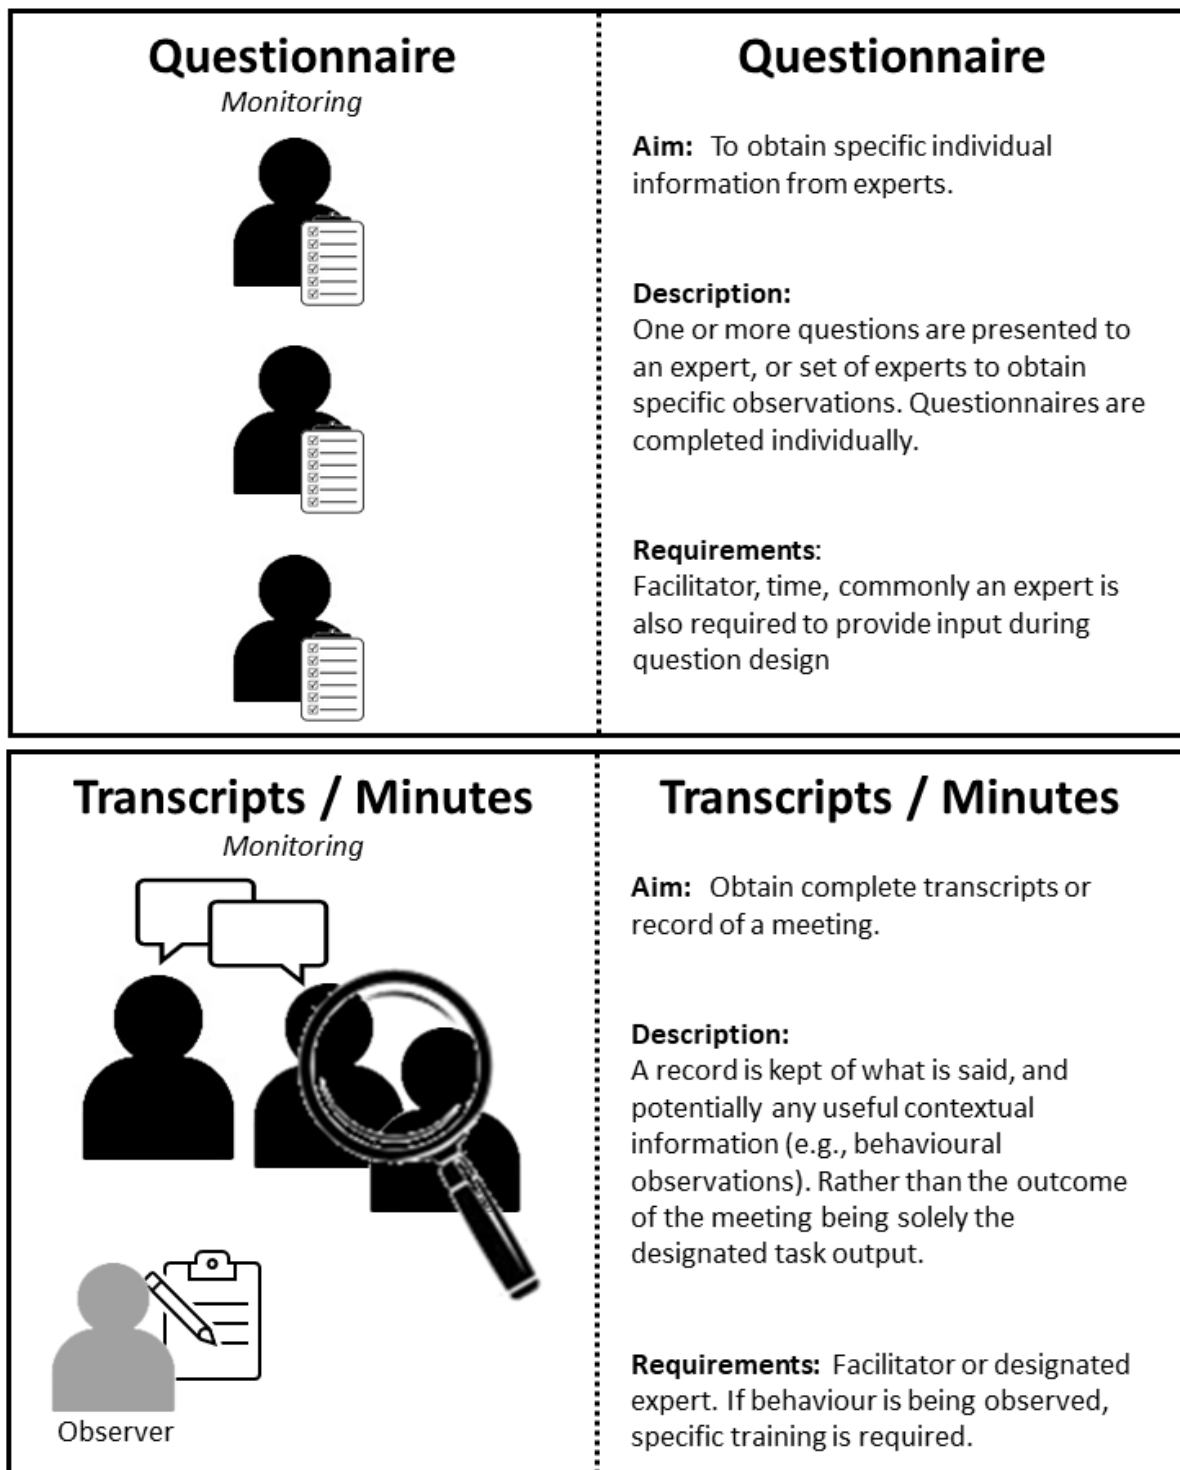 Questionnaire
Monitoring
Questionnaire
Aim: To obtain specific individual
information from experts.
Description:
One or more questions are presented to
an expert, or set of experts to obtain
specific observations. Questionnaires are
completed individually.
Requirements:
Facilitator, time, commonly an expert is
also required to provide input during
question design
Transcripts / Minutes
Monitoring
Observer
Transcripts / Minutes
Aim: Obtain complete transcripts or
record of a meeting.
Description:
A record is kept of what is said, and
potentially any useful contextual
information (e.g., behavioural
observations). Rather than the outcome
of the meeting being solely the
designated task output.
Requirements: Facilitator or designated
expert. If behaviour is being observed,
specific training is required.